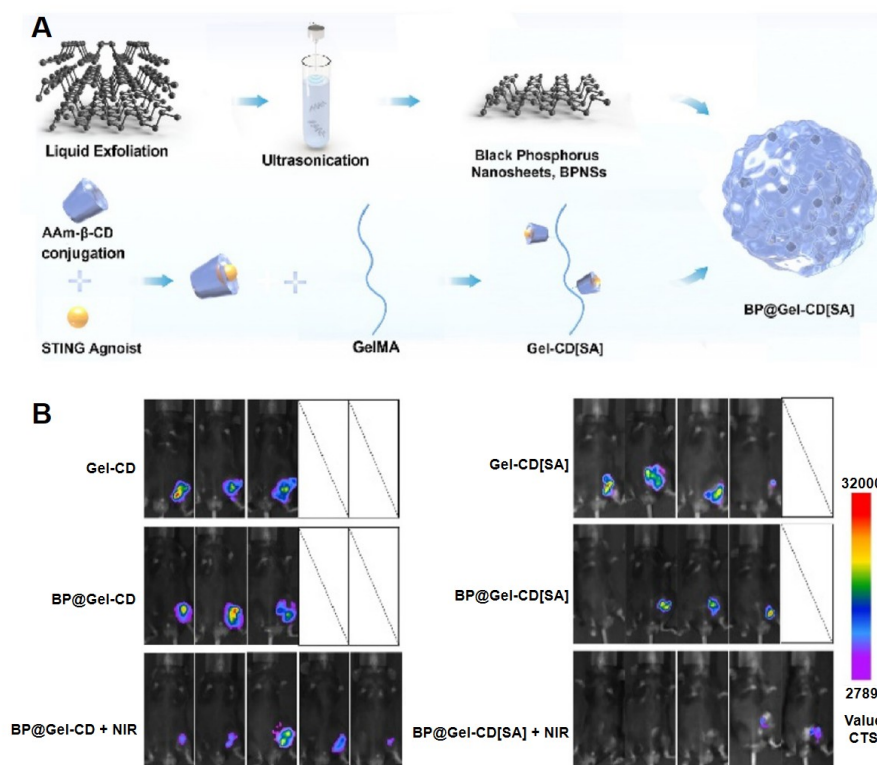 A
Liquid Exfoliation
Ultrasonication
Black Phosphorus
Nanosheets, BPNSs
AAm-β-CD
conjugation
STING Agnoist
GelMA
Gel-CD[SA]
BP@Gel-CD[SA]
B
Gel-CD
BP@Gel-CD
BP@Gel-CD + NIR
Gel-CD[SA]
BP@Gel-CD[SA]
BP@Gel-CD[SA] + NIR
32000
2789
Value
CTS